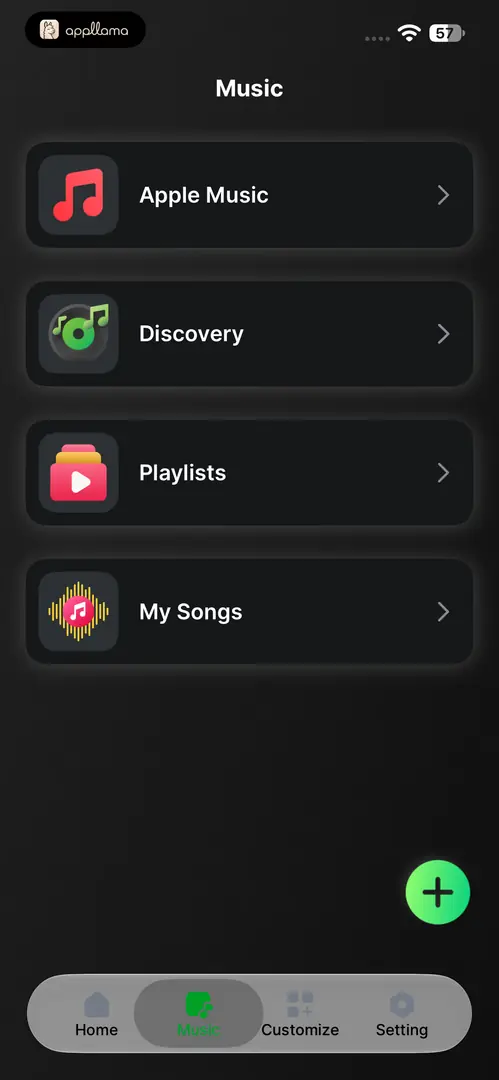 appllama
57
Music
Apple Music
Discovery
Playlists
My Songs
Home
Music
Customize
Setting